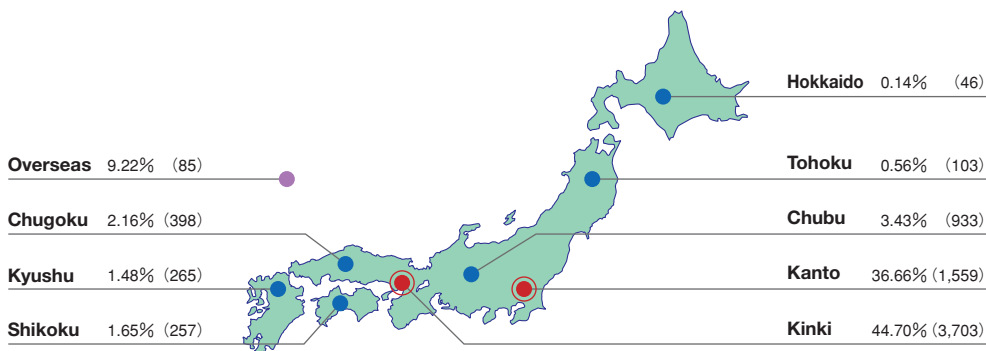 Hokkaido 0.14% (46)
Overseas 9.22% (85)
Tohoku 0.56% (103)
Chugoku 2.16% (398)
Chubu 3.43% (933)
Kyushu 1.48% (265)
Kanto 36.66% (1,559)
Shikoku 1.65% (257)
Kinki 44.70% (3,703)